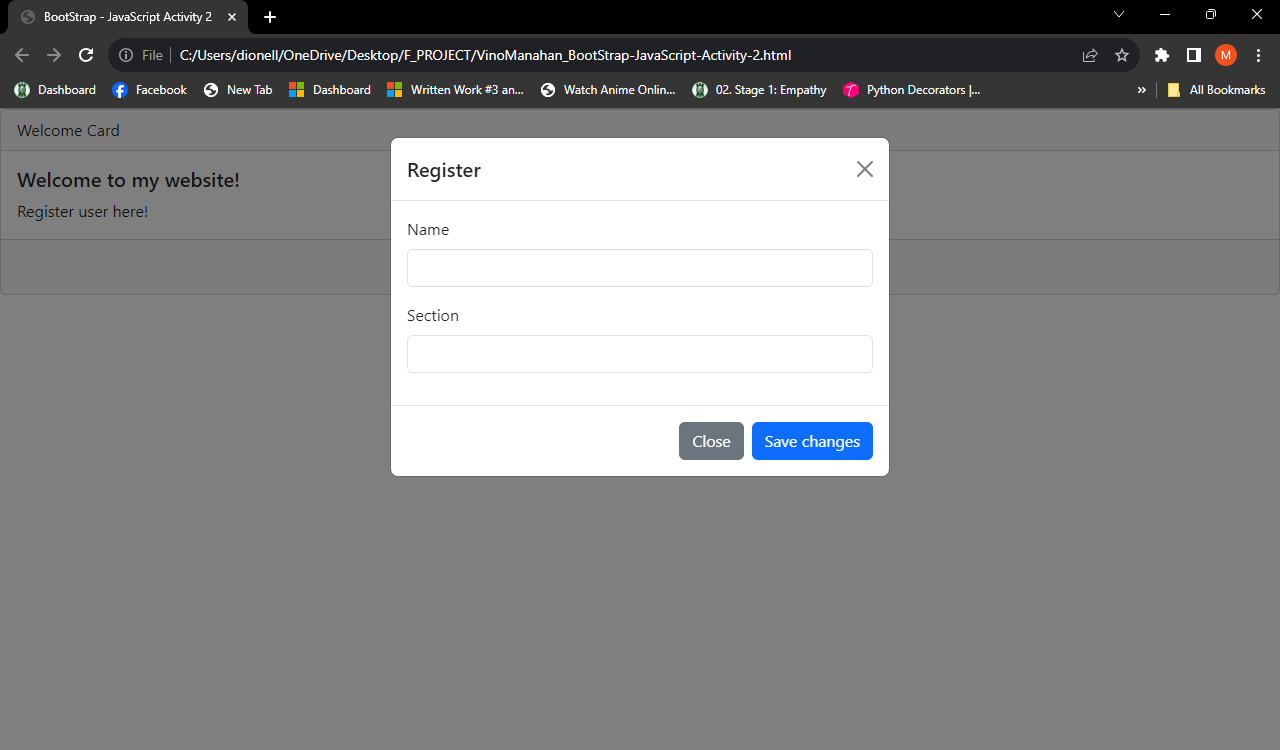 BootStrap - JavaScript Activity 2
File C:/Users/dionell/OneDrive/Desktop/F_PROJECT/VinoManahan_BootStrap-JavaScript-Activity-2.html M
Dashboard Facebook New Tab Dashboard Written Work #3 an... Watch Anime Onlin... 02. Stage 1: Empathy Python Decorators |... » All Bookmarks
Welcome Card
Welcome to my website!
Register user here!
Register
Name
Section
Close Save changes